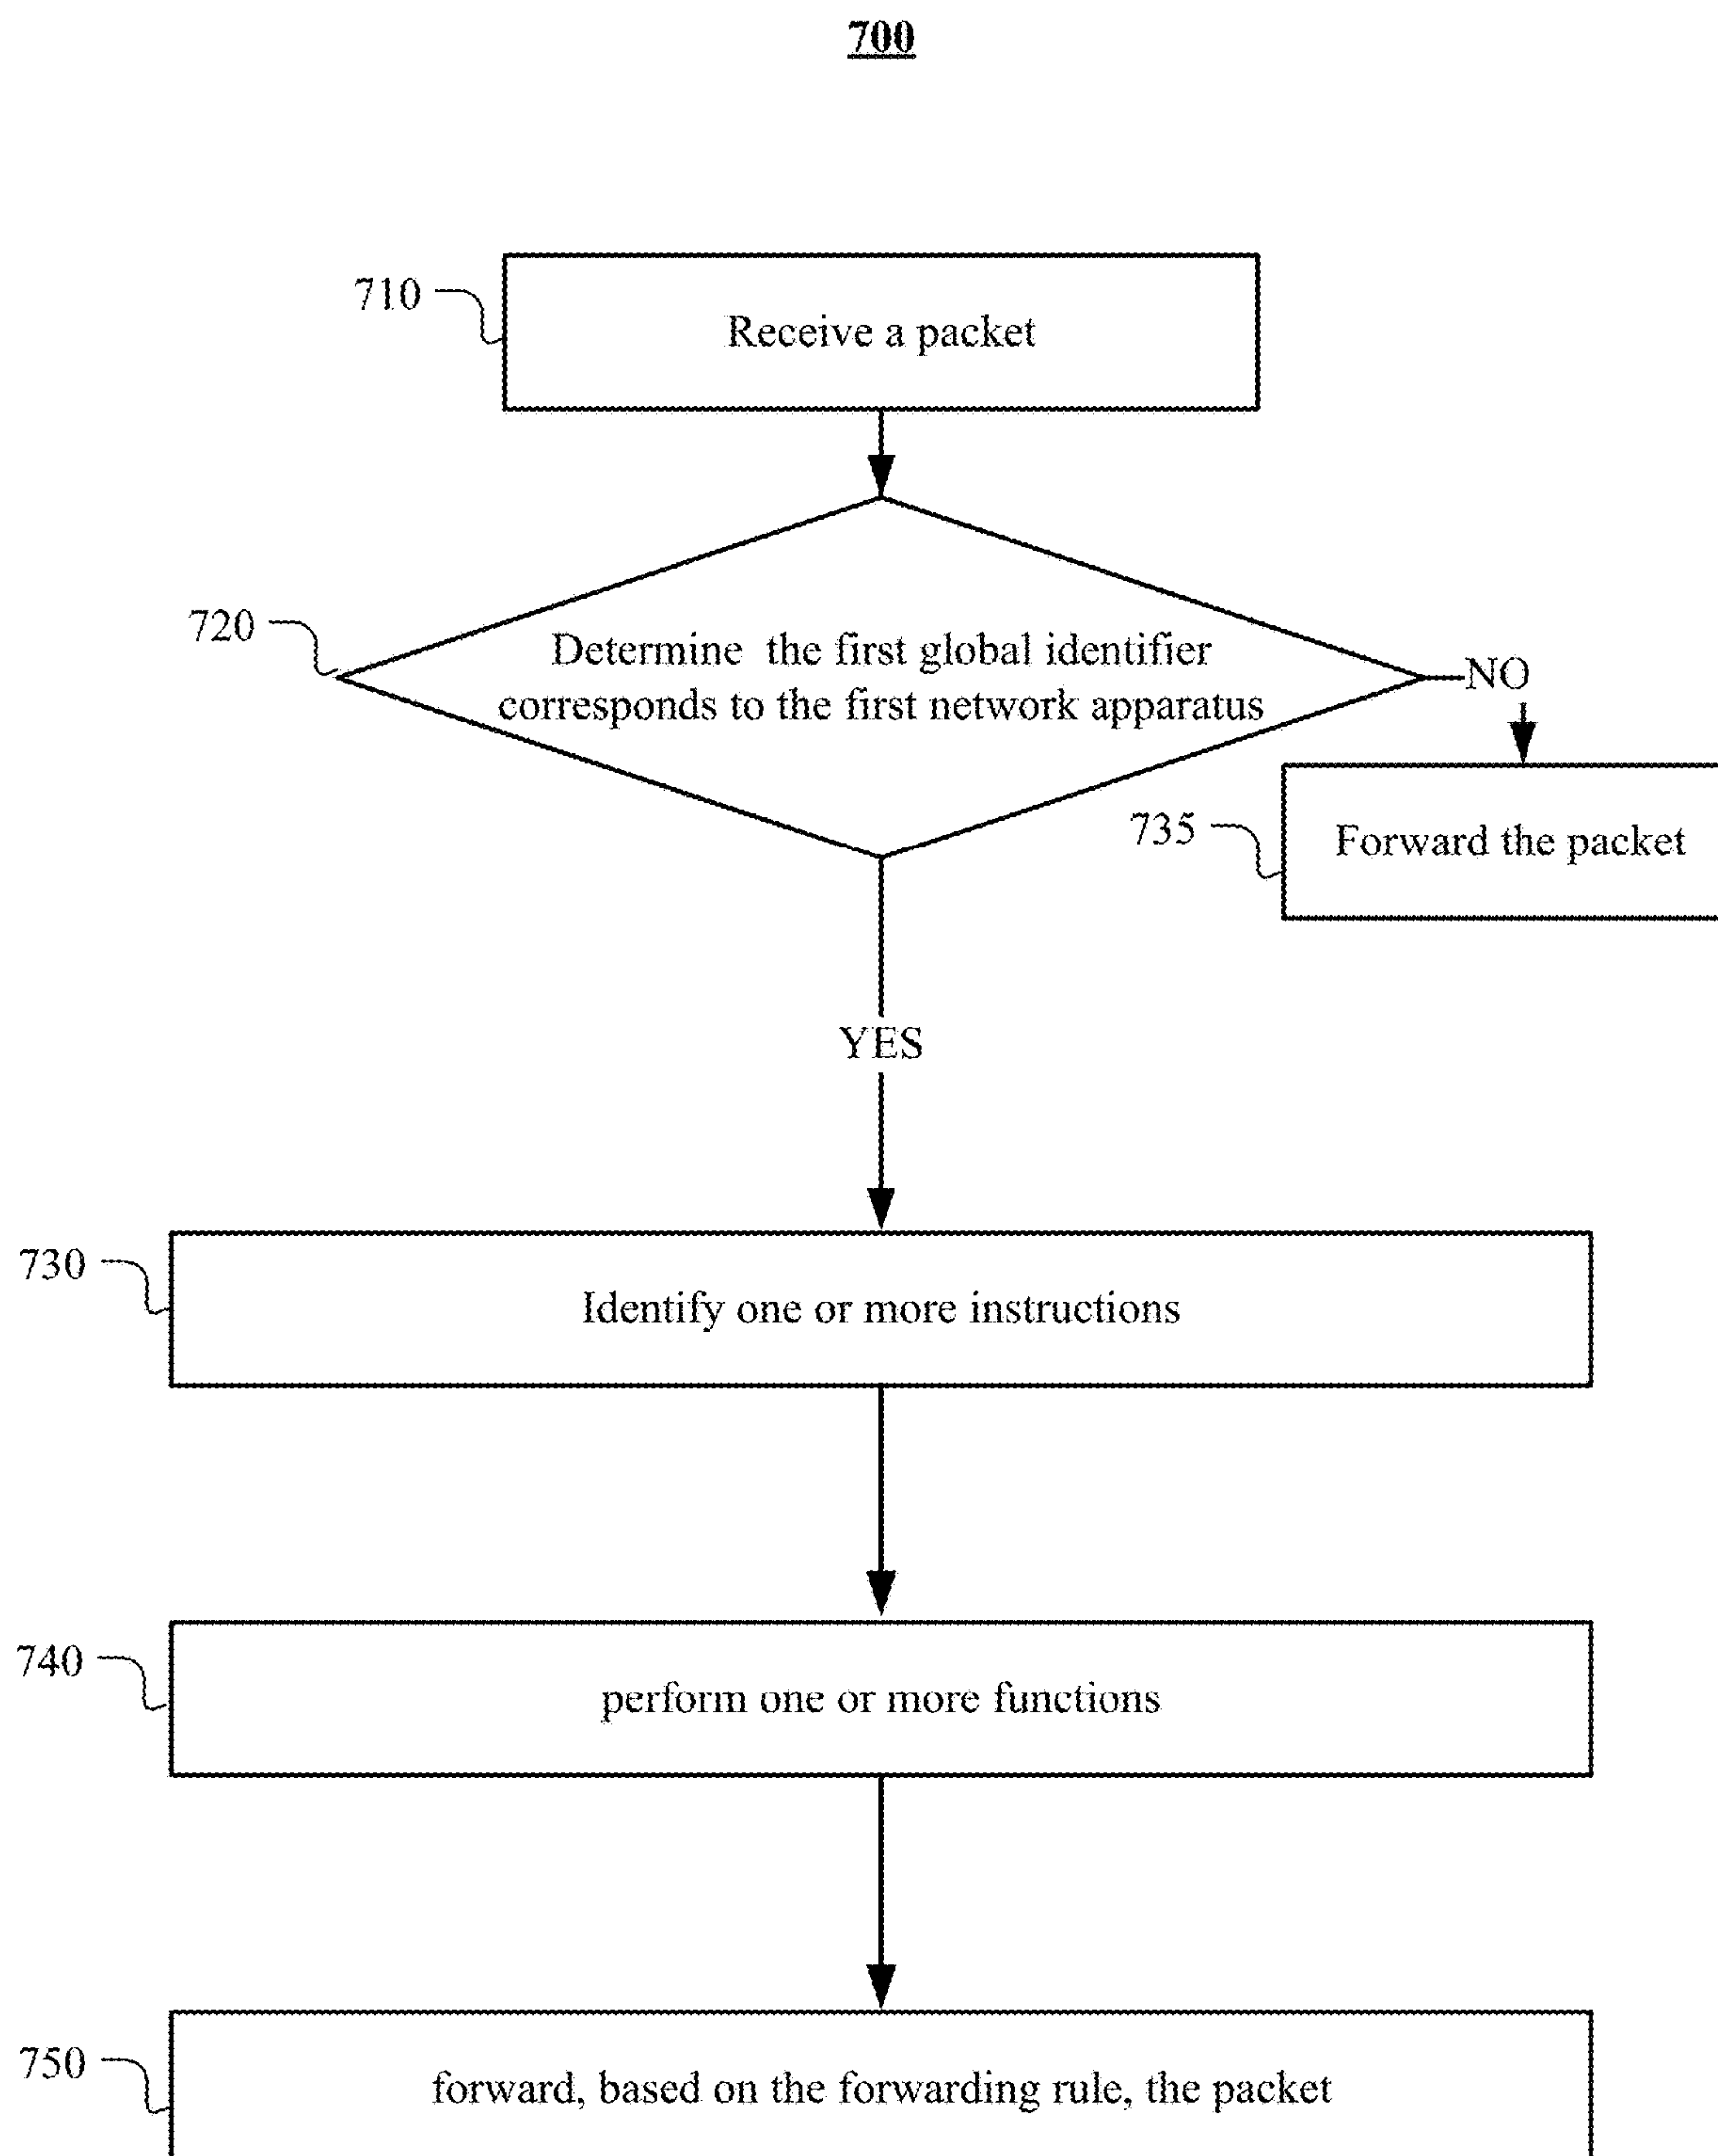 700
710
Receive a packet
720
Determine the first global identifier
corresponds to the first network apparatus
NO
735
Forward the packet
YES
730
Identify one or more instructions
740
perform one or more functions
750
forward, based on the forwarding rule, the packet